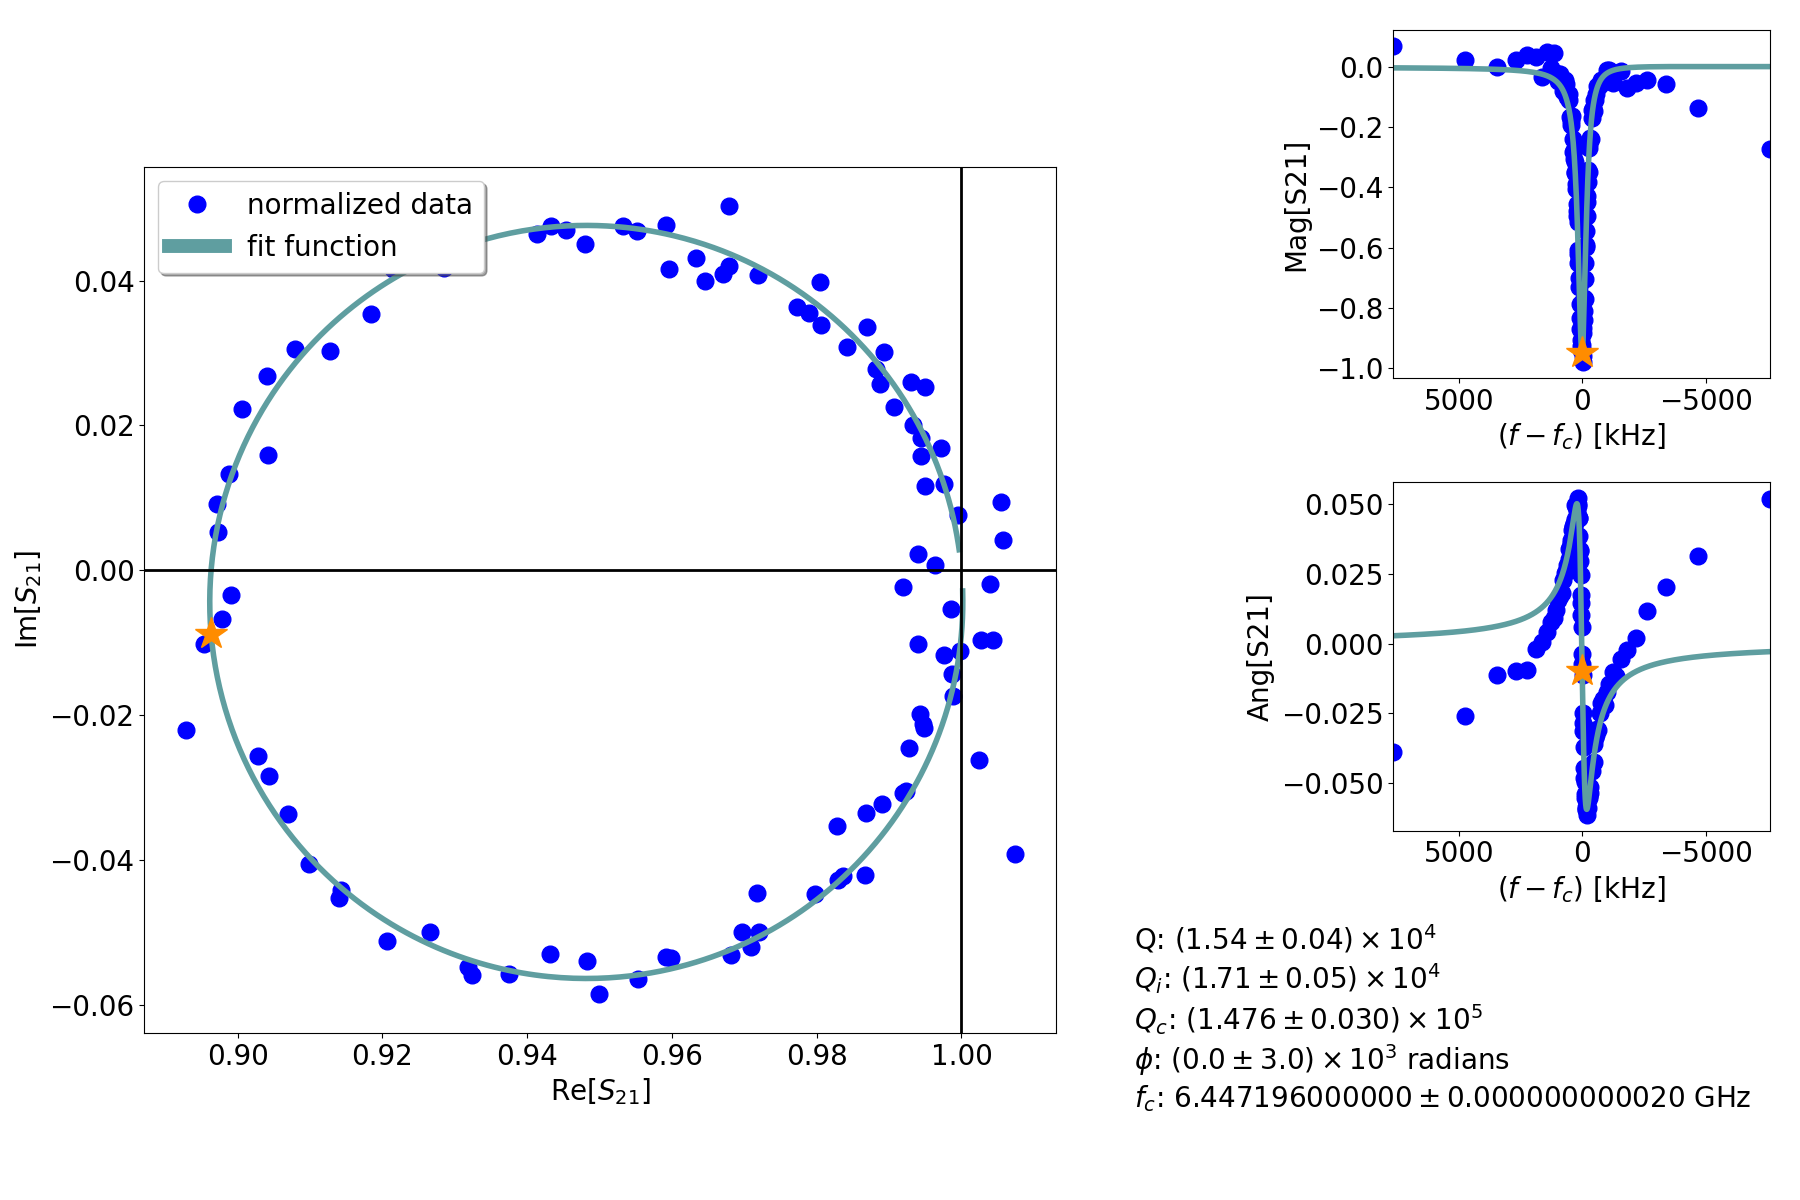 normalized data
fit function
0.04
0.02
0.00
−0.02
−0.04
−0.06
Im[S21]
0.90 0.92 0.94 0.96 0.98 1.00
Re[S21]
0.0
−0.2
−0.4
−0.6
−0.8
−1.0
Mag[S21]
5000 0 −5000
(f − fc) [kHz]
0.050
0.025
0.000
−0.025
−0.050
Ang[S21]
5000 0 −5000
(f − fc) [kHz]
Q: (1.54 ± 0.04) × 10^4
Qi: (1.71 ± 0.05) × 10^4
Qc: (1.476 ± 0.030) × 10^5
ϕ: (0.0 ± 3.0) × 10^3 radians
fc: 6.447196000000 ± 0.000000000020 GHz